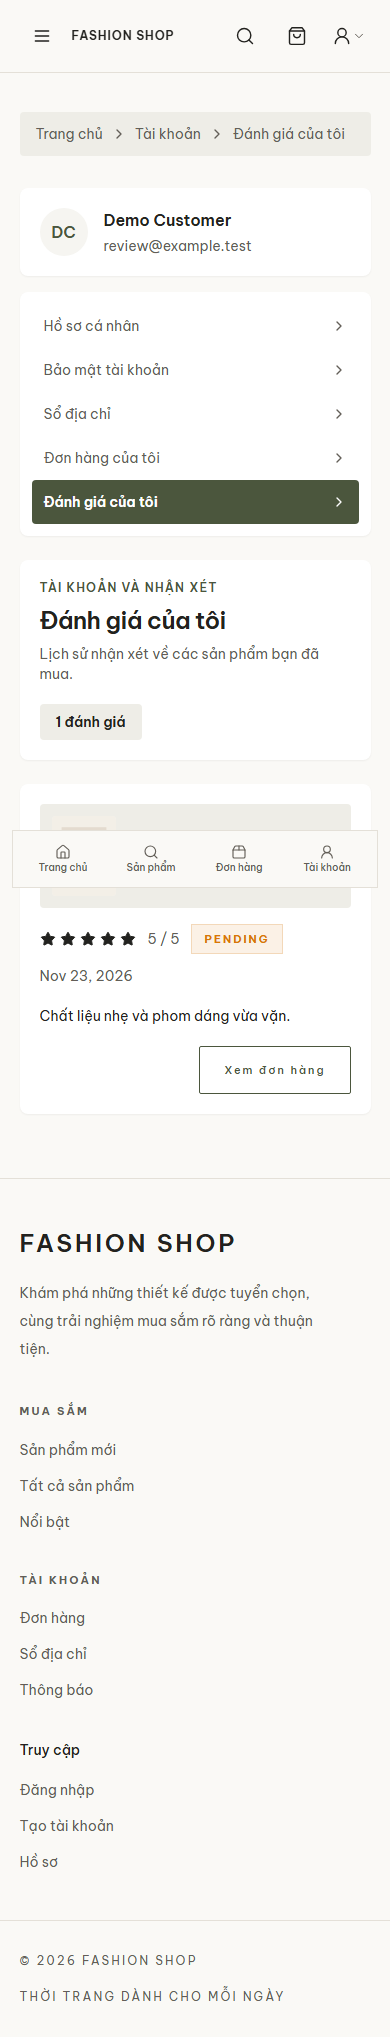 FASHION SHOP
Trang chủ > Tài khoản > Đánh giá của tôi
DC
Demo Customer
review@example.test
Hồ sơ cá nhân
Bảo mật tài khoản
Sổ địa chỉ
Đơn hàng của tôi
Đánh giá của tôi
TÀI KHOẢN VÀ NHẬN XÉT
Đánh giá của tôi
Lịch sử nhận xét về các sản phẩm bạn đã
mua.
1 đánh giá
Trang chủ Sản phẩm Đơn hàng Tài khoản
5 / 5 PENDING
Nov 23, 2026
Chất liệu nhẹ và phom dáng vừa vặn.
Xem đơn hàng
FASHION SHOP
Khám phá những thiết kế được tuyển chọn,
cùng trải nghiệm mua sắm rõ ràng và thuận
tiện.
MUA SẮM
Sản phẩm mới
Tất cả sản phẩm
Nổi bật
TÀI KHOẢN
Đơn hàng
Sổ địa chỉ
Thông báo
Truy cập
Đăng nhập
Tạo tài khoản
Hồ sơ
© 2026 FASHION SHOP
THỜI TRANG DÀNH CHO MỖI NGÀY